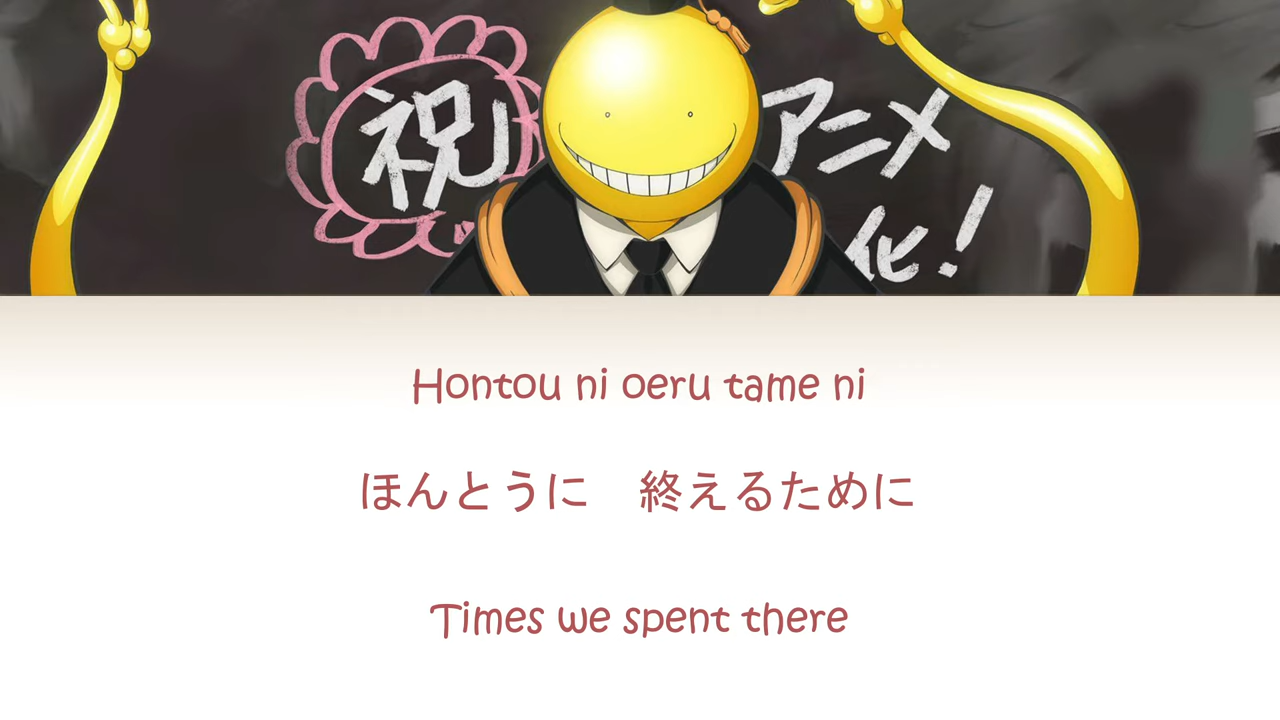 祝
アニメ
化!
Hontou ni oeru tame ni
ほんとうに　終えるために
Times we spent there